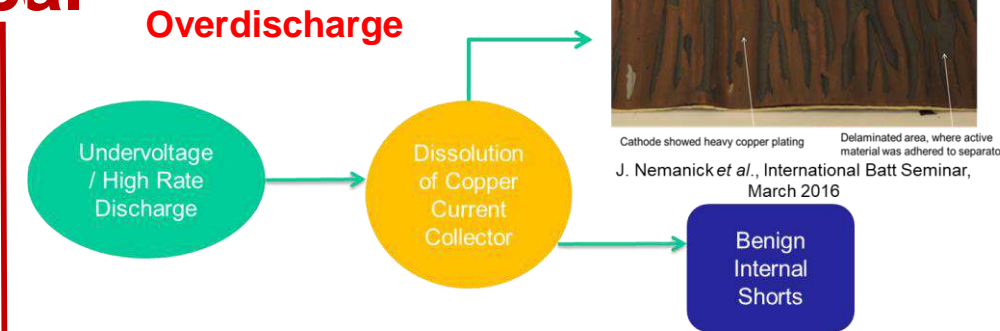 Overdischarge
Undervoltage
/ High Rate
Discharge
Dissolution
of Copper
Current
Collector
Cathode showed heavy copper plating
Delaminated area, where active
material was adhered to separato
J. Nemanick et al., International Batt Seminar,
March 2016
Benign
Internal
Shorts